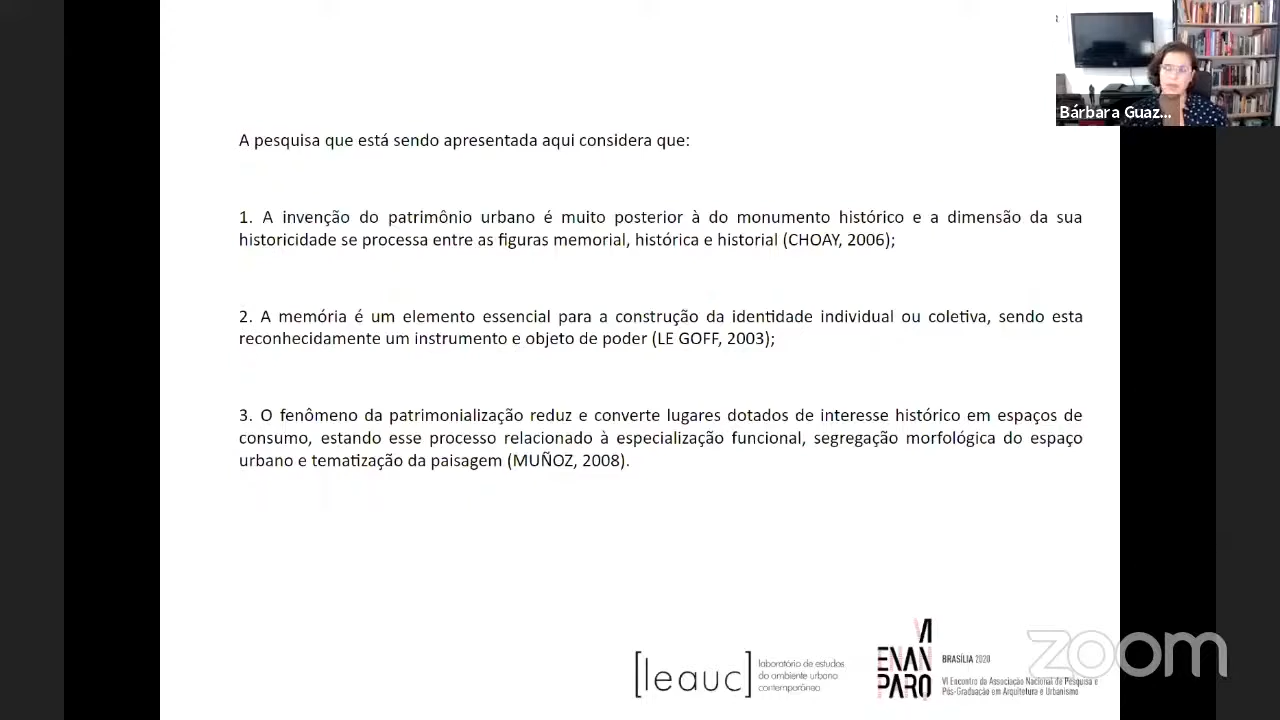 Bárbara Guaz...
A pesquisa que está sendo apresentada aqui considera que:
1. A invenção do patrimônio urbano é muito posterior à do monumento histórico e a dimensão da sua
historicidade se processa entre as figuras memorial, histórica e historial (CHOAY, 2006);
2. A memória é um elemento essencial para a construção da identidade individual ou coletiva, sendo esta
reconhecidamente um instrumento e objeto de poder (LE GOFF, 2003);
3. O fenômeno da patrimonialização reduz e converte lugares dotados de interesse histórico em espaços de
consumo, estando esse processo relacionado à especialização funcional, segregação morfológica do espaço
urbano e tematização da paisagem (MUÑOZ, 2008).
[leauc]
laboratório de estudos
do ambiente urbano
contemporâneo
VI
ENAN
PARQ
BRASÍLIA 2020
VI Encontro da Associação Nacional de Pesquisa e
Pós-Graduação em Arquitetura e Urbanismo
zoom